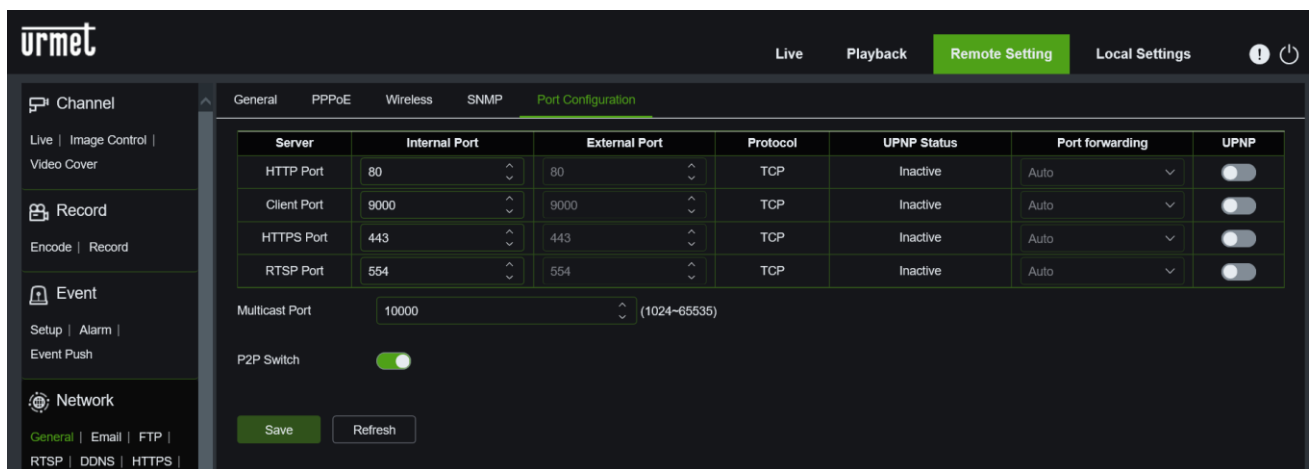 urmet
Live Playback Remote Setting Local Settings
Channel
Live | Image Control |
Video Cover
Record
Encode | Record
Event
Setup | Alarm |
Event Push
Network
General | Email | FTP |
RTSP | DDNS | HTTPS |
General PPPoE Wireless SNMP Port Configuration
Server Internal Port External Port Protocol UPNP Status Port forwarding UPNP
HTTP Port 80 80 TCP Inactive Auto
Client Port 9000 9000 TCP Inactive Auto
HTTPS Port 443 443 TCP Inactive Auto
RTSP Port 554 554 TCP Inactive Auto
Multicast Port 10000 (1024~65535)
P2P Switch
Save Refresh